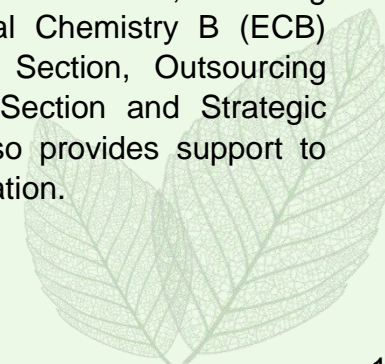 al Chemistry B (ECB)
Section, Outsourcing
Section and Strategic
so provides support to
ation.